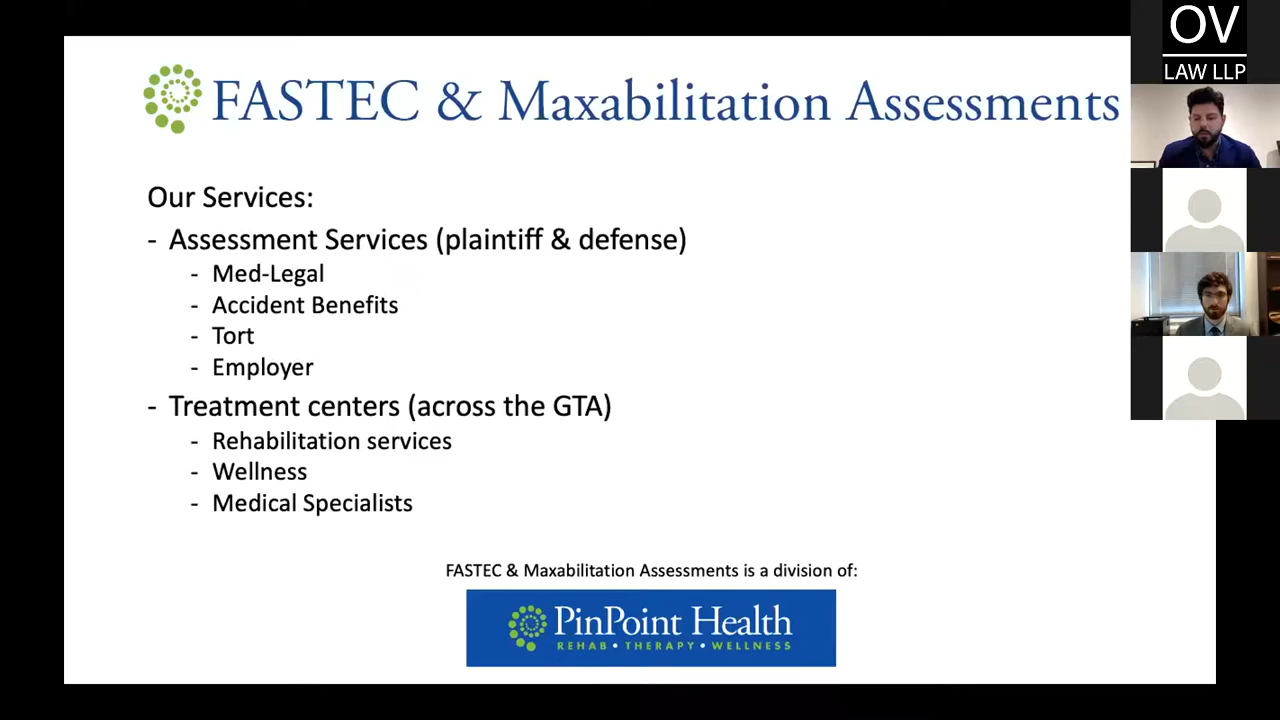 FASTEC & Maxabilitation Assessments
Our Services:
- Assessment Services (plaintiff & defense)
- Med-Legal
- Accident Benefits
- Tort
- Employer
- Treatment centers (across the GTA)
- Rehabilitation services
- Wellness
- Medical Specialists
FASTEC & Maxabilitation Assessments is a division of:
PinPoint Health
REHAB • THERAPY • WELLNESS
OV
LAW LLP